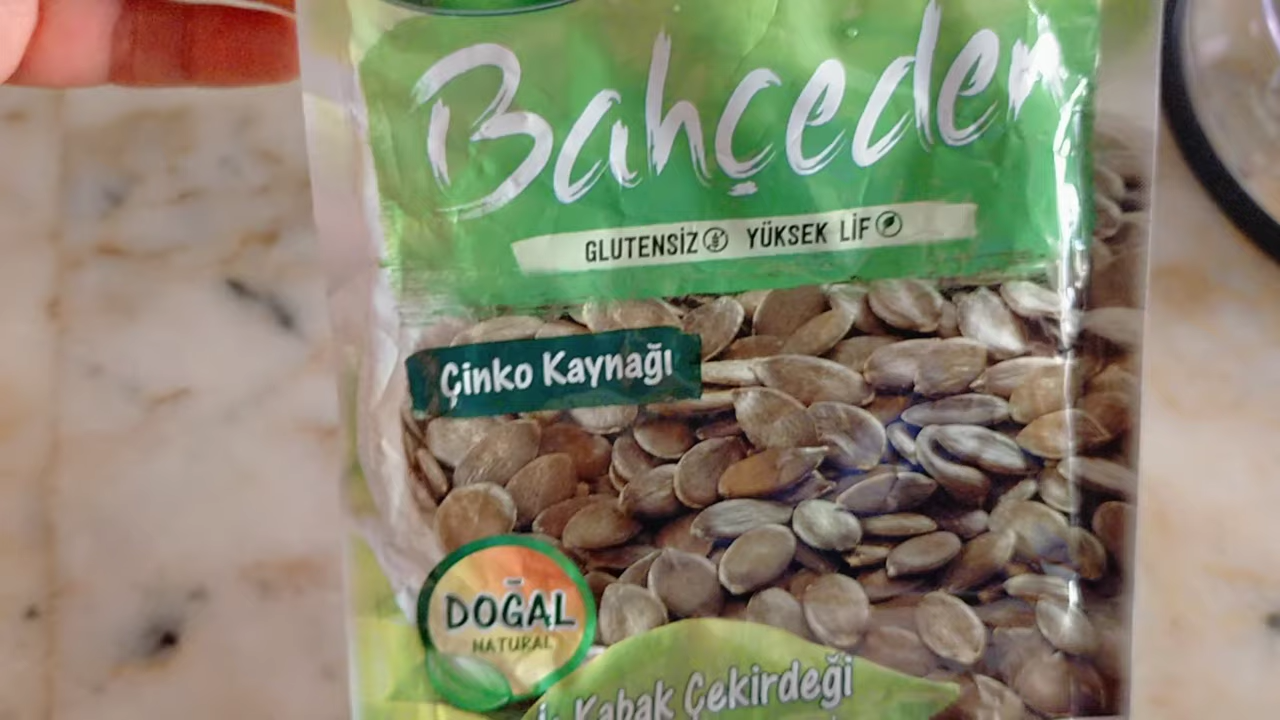 Bahçeden
GLUTENSİZ YÜKSEK LİF
Çinko Kaynağı
DOĞAL
NATURAL
İç Kabak Çekirdeği